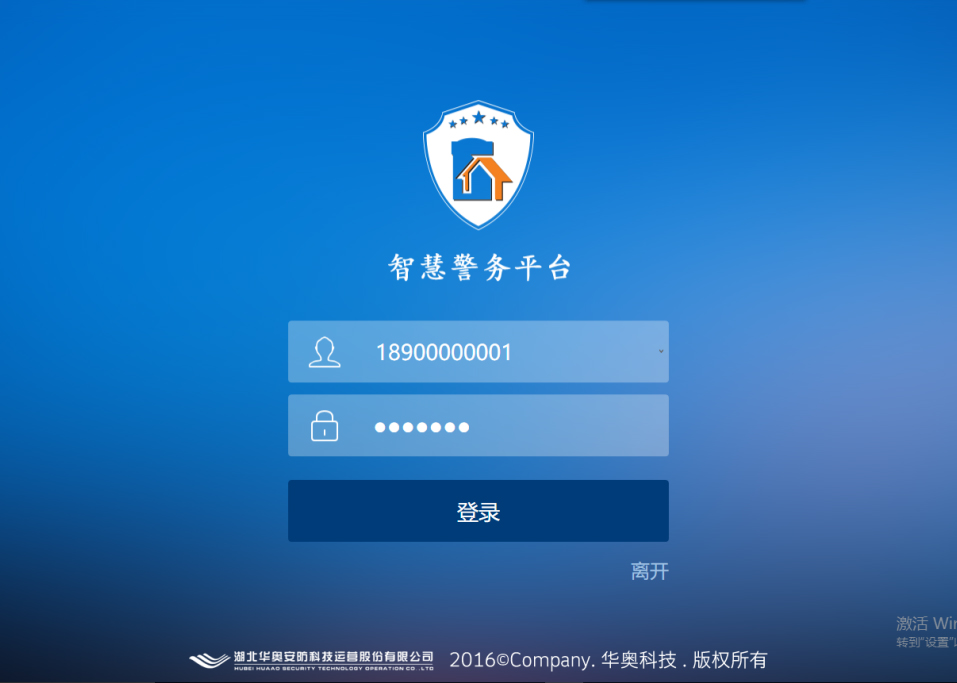 智慧警务平台
18900000001
•••••••
登录
离开
激活 Win
转到"设置"以
湖北华奥安防科技运营股份有限公司
HUBEI HUAAO SECURITY TECHNOLOGY OPERATION CO.,LTD
2016©Company. 华奥科技 . 版权所有